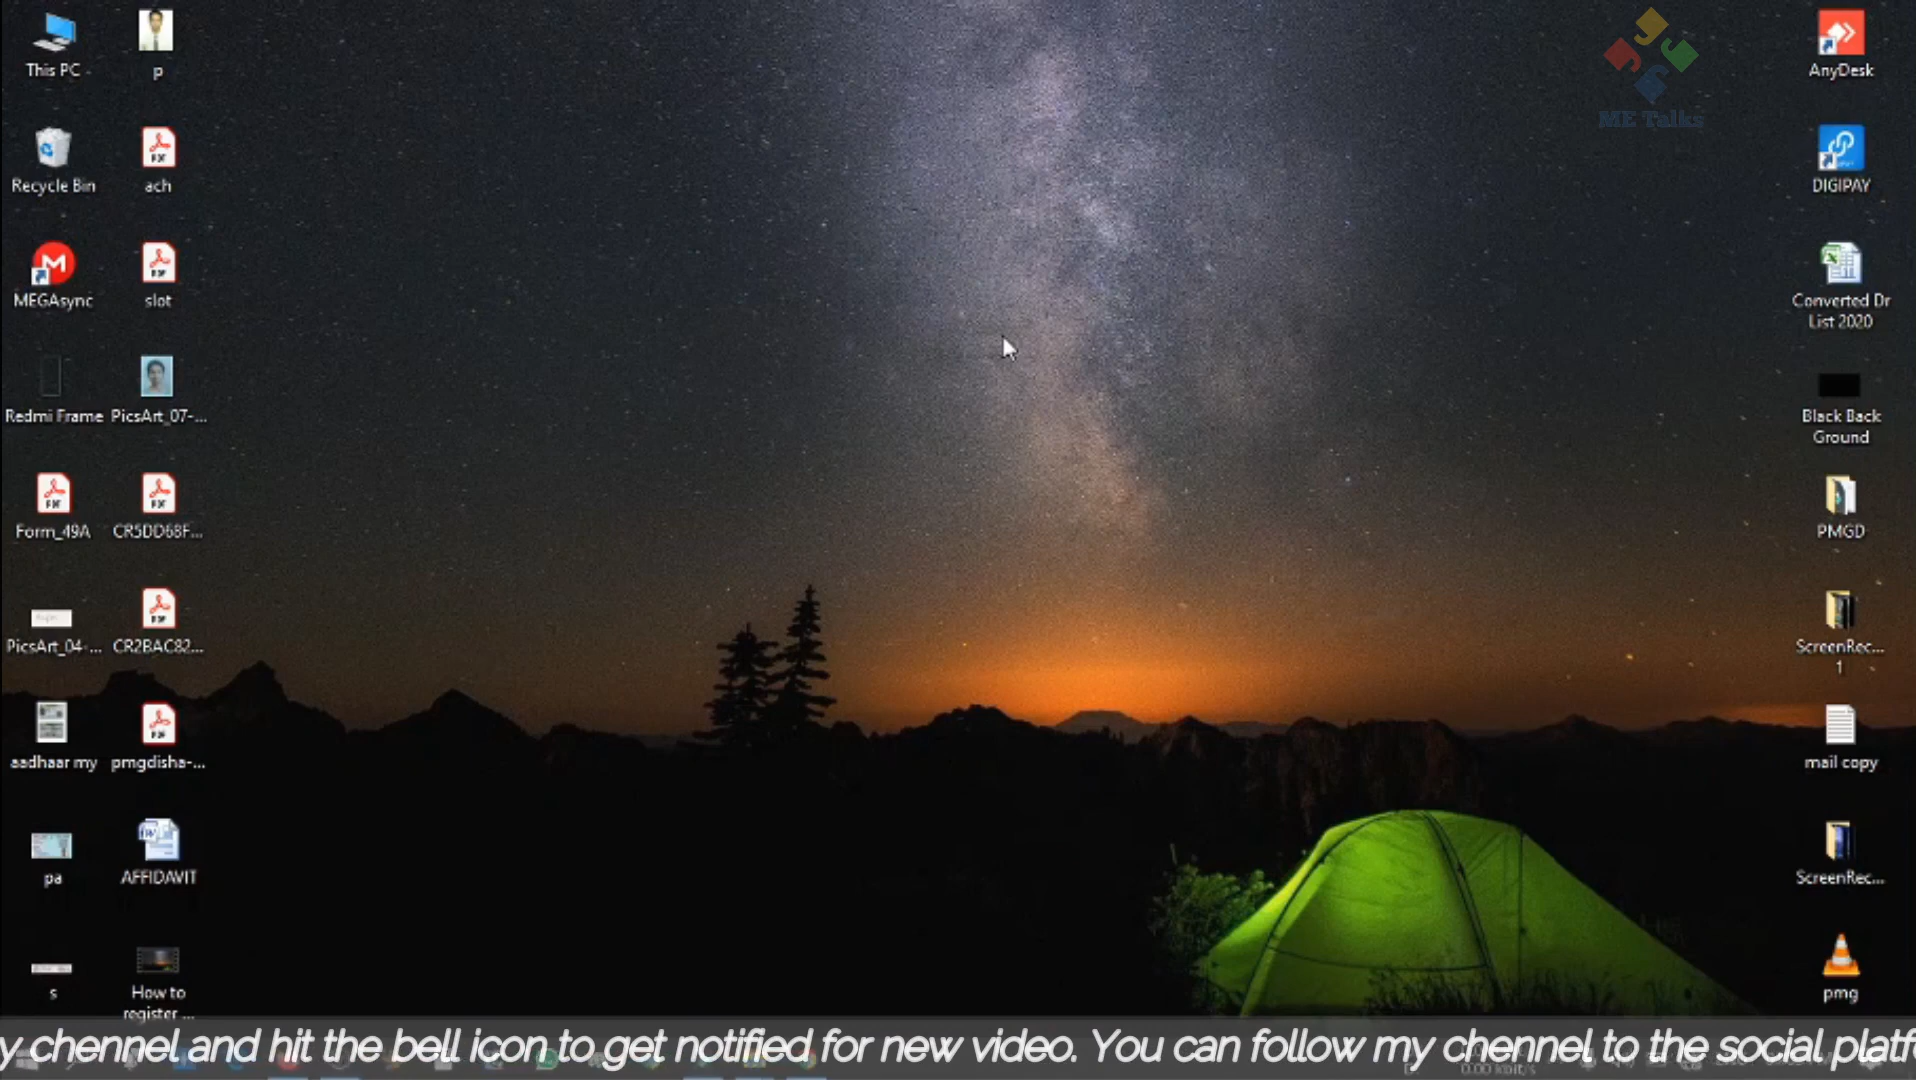 This PC
p
AnyDesk
ME Talks
Recycle Bin
ach
DIGIPAY
MEGAsync
slot
Converted Dr
List 2020
Redmi Frame
PicsArt_07-...
Black Back
Ground
Form_49A
CR5DD68F...
PMGD
PicsArt_04-...
CR2BAC82...
ScreenRec...
1
aadhaar my
pmgdisha-...
mail copy
pa
AFFIDAVIT
ScreenRec...
s
How to
register ...
pmg
y chennel and hit the bell icon to get notified for new video. You can follow my chennel to the social platf
0.00 kbit/s